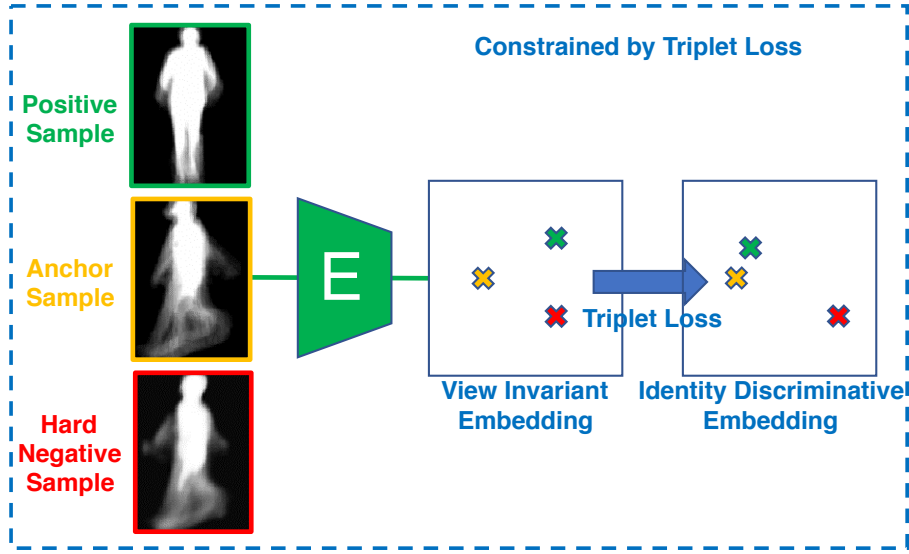 Constrained by Triplet Loss
Positive
Sample
Anchor
Sample
E
Triplet Loss
View Invariant
Embedding
Identity Discriminative
Embedding
Hard
Negative
Sample